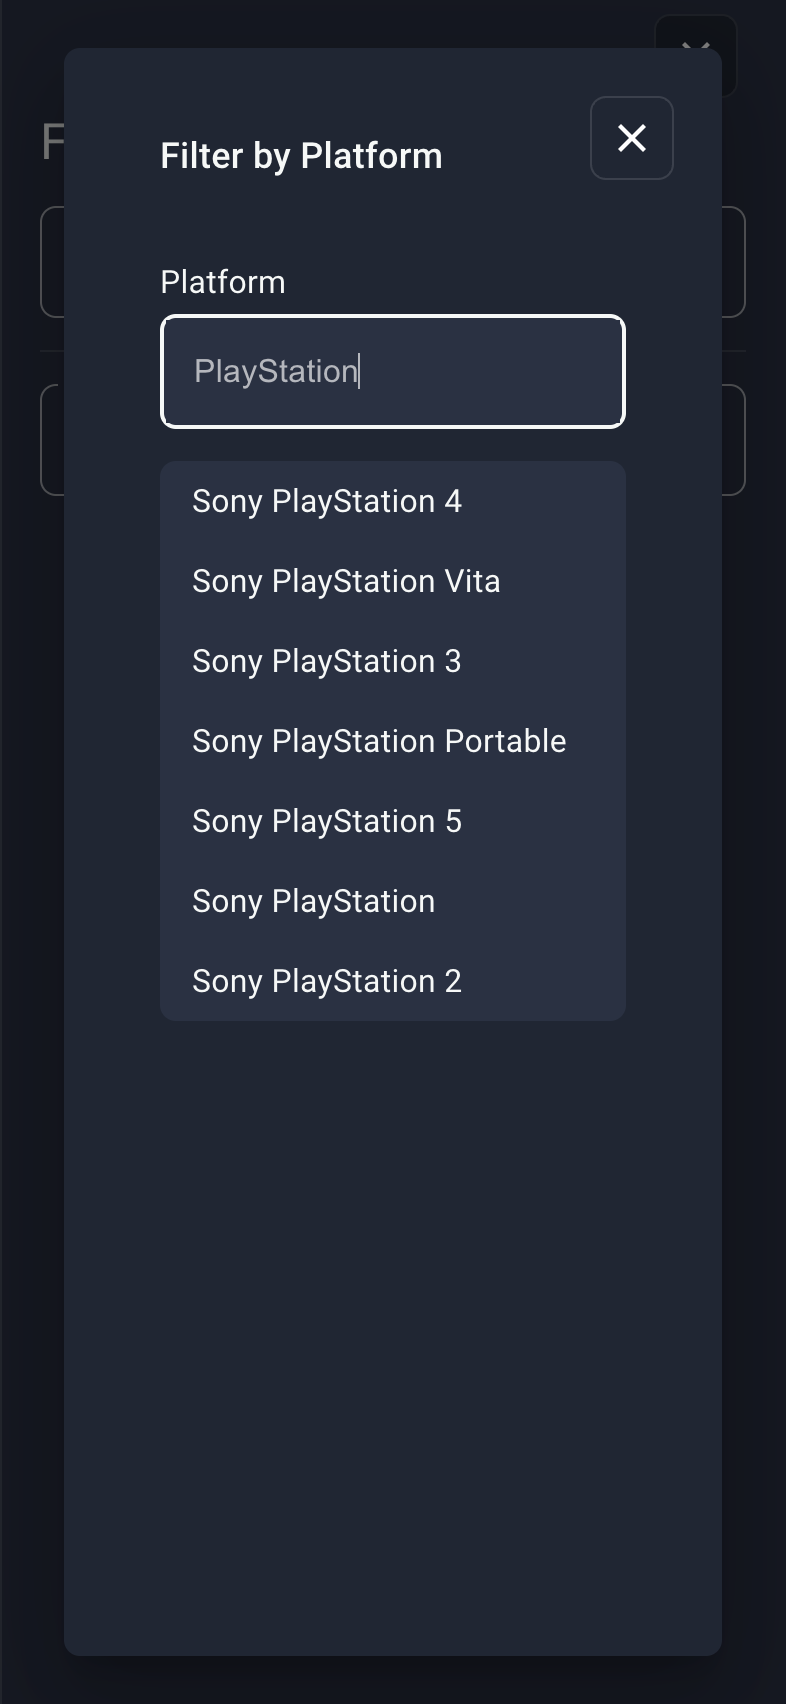 Filter by Platform
Platform
PlayStation
Sony PlayStation 4
Sony PlayStation Vita
Sony PlayStation 3
Sony PlayStation Portable
Sony PlayStation 5
Sony PlayStation
Sony PlayStation 2